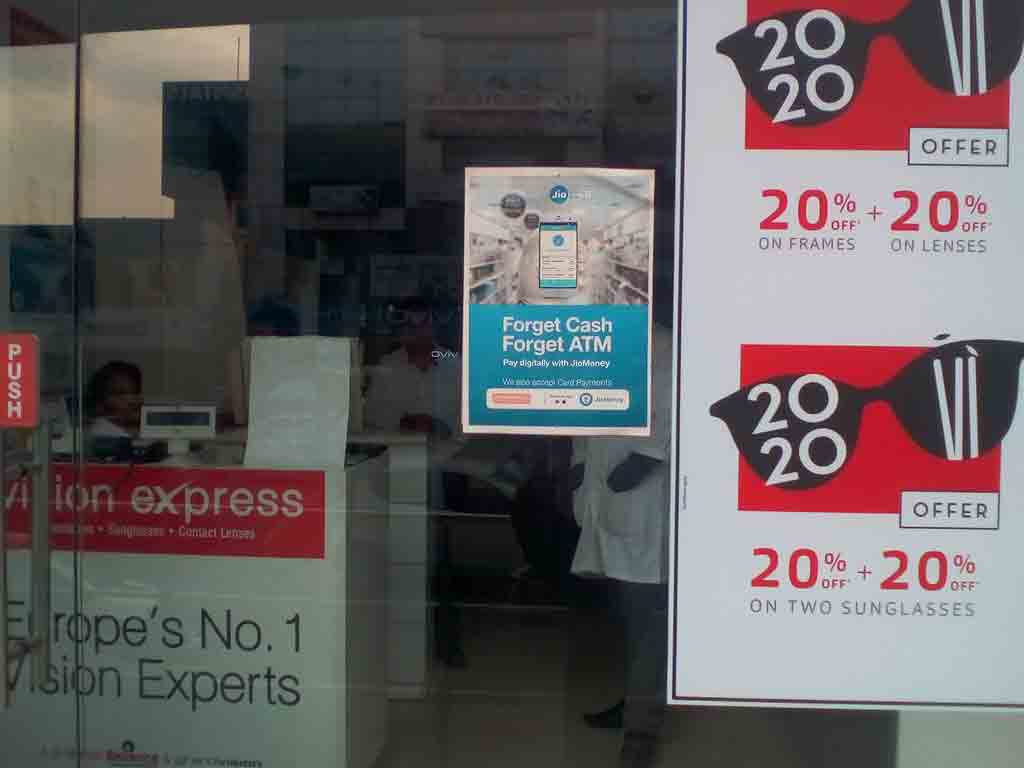 PUSH
vision express
Sunglasses • Contact Lenses
Europe's No. 1
Vision Experts
Jio
Forget Cash
Forget ATM
Pay digitally with JioMoney
We also accept Card Payments
JioMoney
20
20
OFFER
20% OFF* + 20% OFF*
ON FRAMES ON LENSES
20
20
OFFER
20% OFF* + 20% OFF*
ON TWO SUNGLASSES